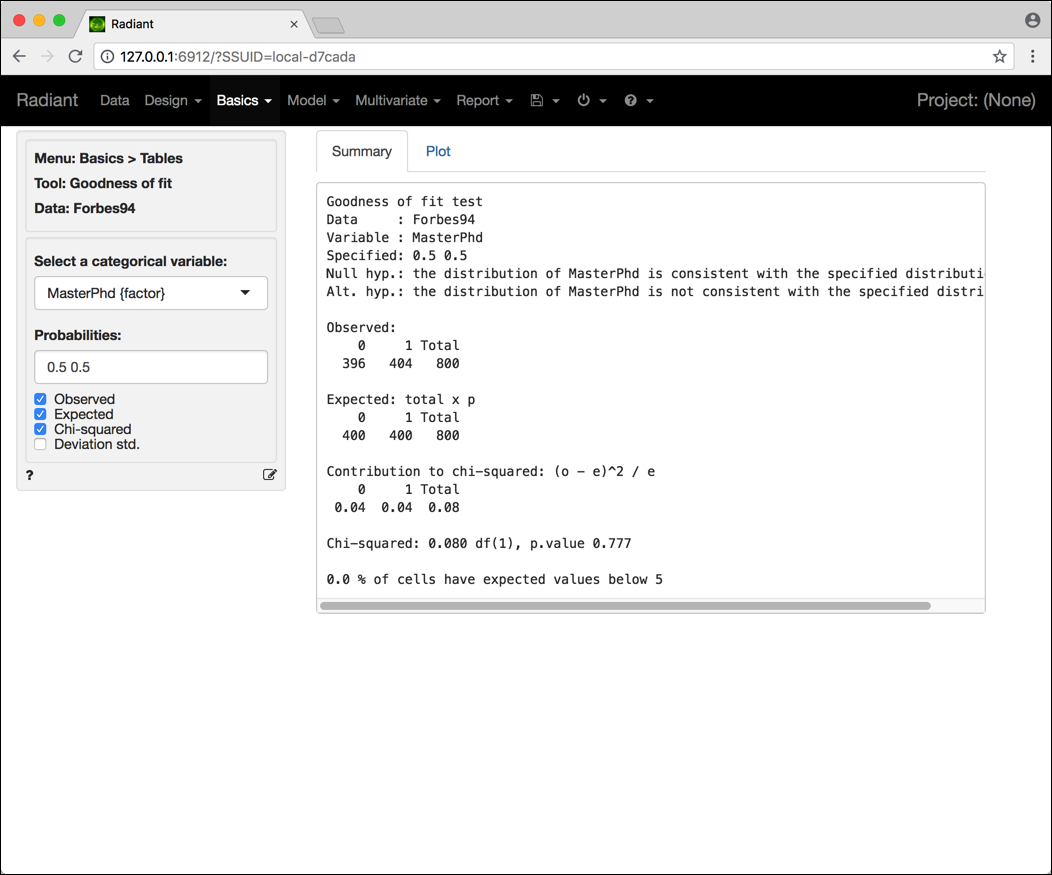 Radiant
127.0.0.1:6912/?SSUID=local-d7cada
Radiant Data Design Basics Model Multivariate Report Project: (None)
Menu: Basics > Tables
Tool: Goodness of fit
Data: Forbes94
Select a categorical variable:
MasterPhd {factor}
Probabilities:
0.5 0.5
Observed
Expected
Chi-squared
Deviation std.
?
Summary Plot
Goodness of fit test
Data     : Forbes94
Variable : MasterPhd
Specified: 0.5 0.5
Null hyp.: the distribution of MasterPhd is consistent with the specified distributi
Alt. hyp.: the distribution of MasterPhd is not consistent with the specified distri
Observed:
0 1 Total
396 404 800
Expected: total x p
0 1 Total
400 400 800
Contribution to chi-squared: (o - e)^2 / e
0 1 Total
0.04 0.04 0.08
Chi-squared: 0.080 df(1), p.value 0.777
0.0 % of cells have expected values below 5